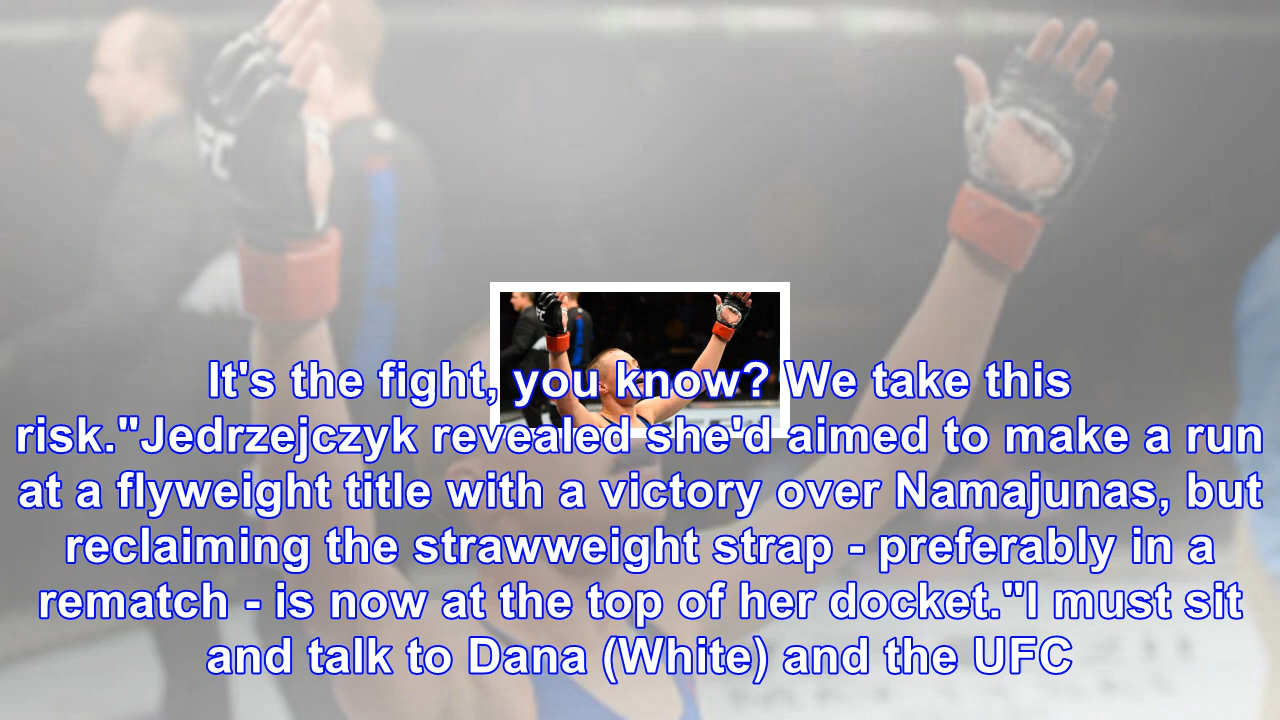 It's the fight, you know? We take this
risk."Jedrzejczyk revealed she'd aimed to make a run
at a flyweight title with a victory over Namajunas, but
reclaiming the strawweight strap - preferably in a
rematch - is now at the top of her docket."I must sit
and talk to Dana (White) and the UFC